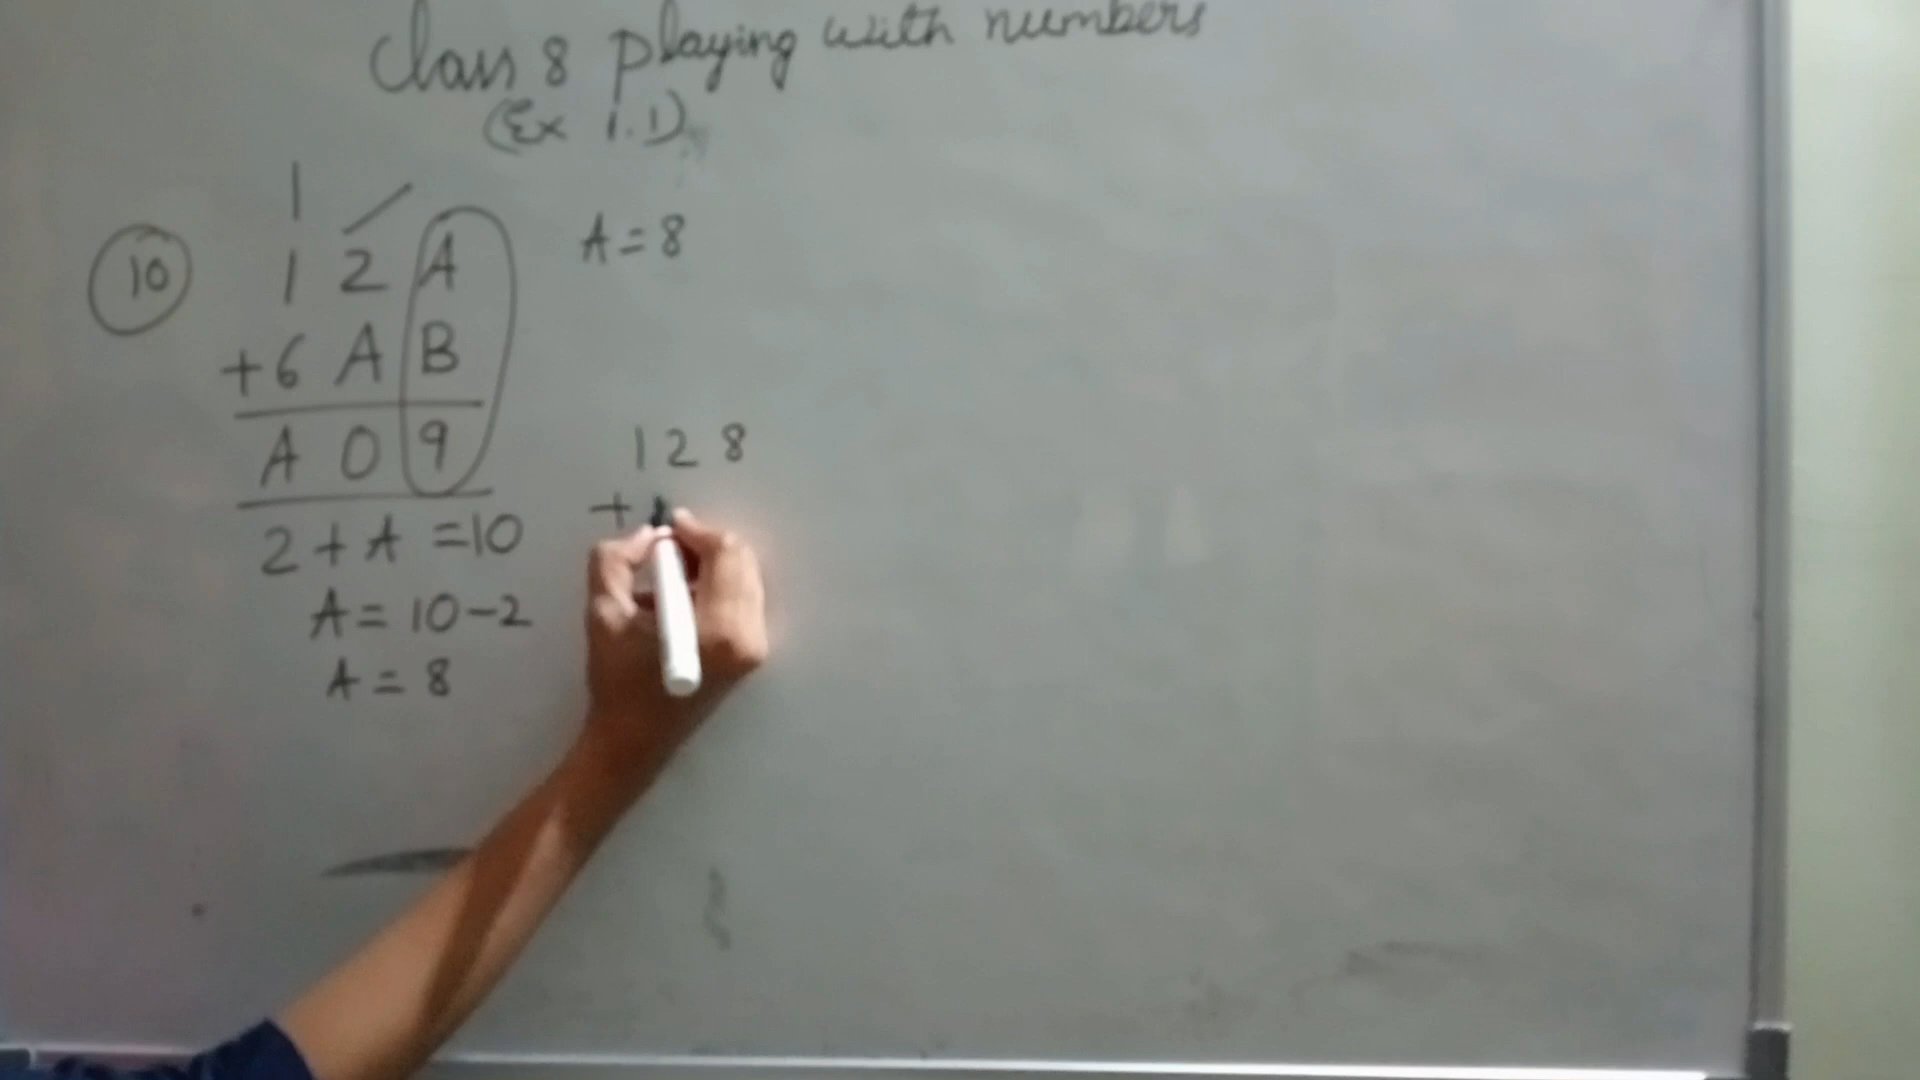 Class 8 playing with numbers
(Ex 1.1)
1
10
1 2 A
+ 6 A B
A 0 9
2 + A = 10
A = 10 - 2
A = 8
A = 8
1 2 8
+